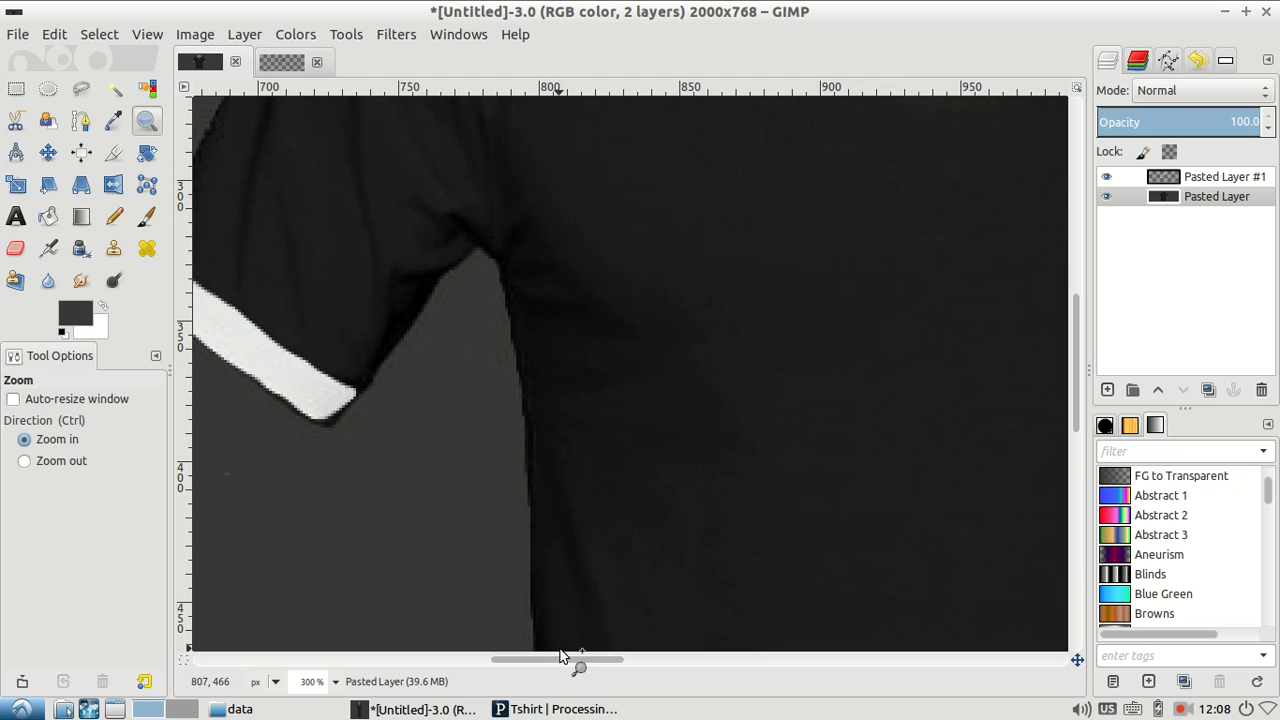 *[Untitled]-3.0 (RGB color, 2 layers) 2000x768 – GIMP
File Edit Select View Image Layer Colors Tools Filters Windows Help
Mode: Normal
700 750 800 850 900 950
Opacity 100.0
Lock:
Pasted Layer #1
Pasted Layer
300
350
400
450
Tool Options
Zoom
Auto-resize window
Direction (Ctrl)
Zoom in
Zoom out
filter
FG to Transparent
Abstract 1
Abstract 2
Abstract 3
Aneurism
Blinds
Blue Green
Browns
enter tags
807, 466 px 300 % Pasted Layer (39.6 MB)
data *[Untitled]-3.0 (R... Tshirt | Processin... US 12:08